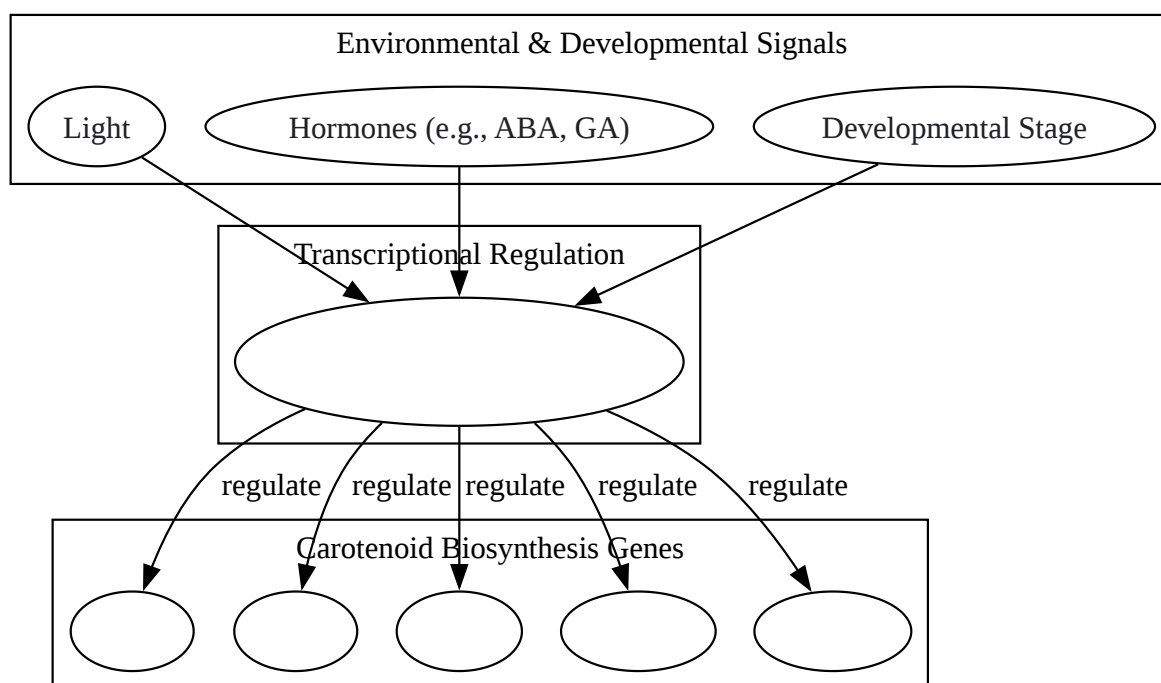 Environmental & Developmental Signals
Light
Hormones (e.g., ABA, GA)
Developmental Stage
Transcriptional Regulation
regulate
regulate
regulate
regulate
regulate
Carotenoid Biosynthesis Genes